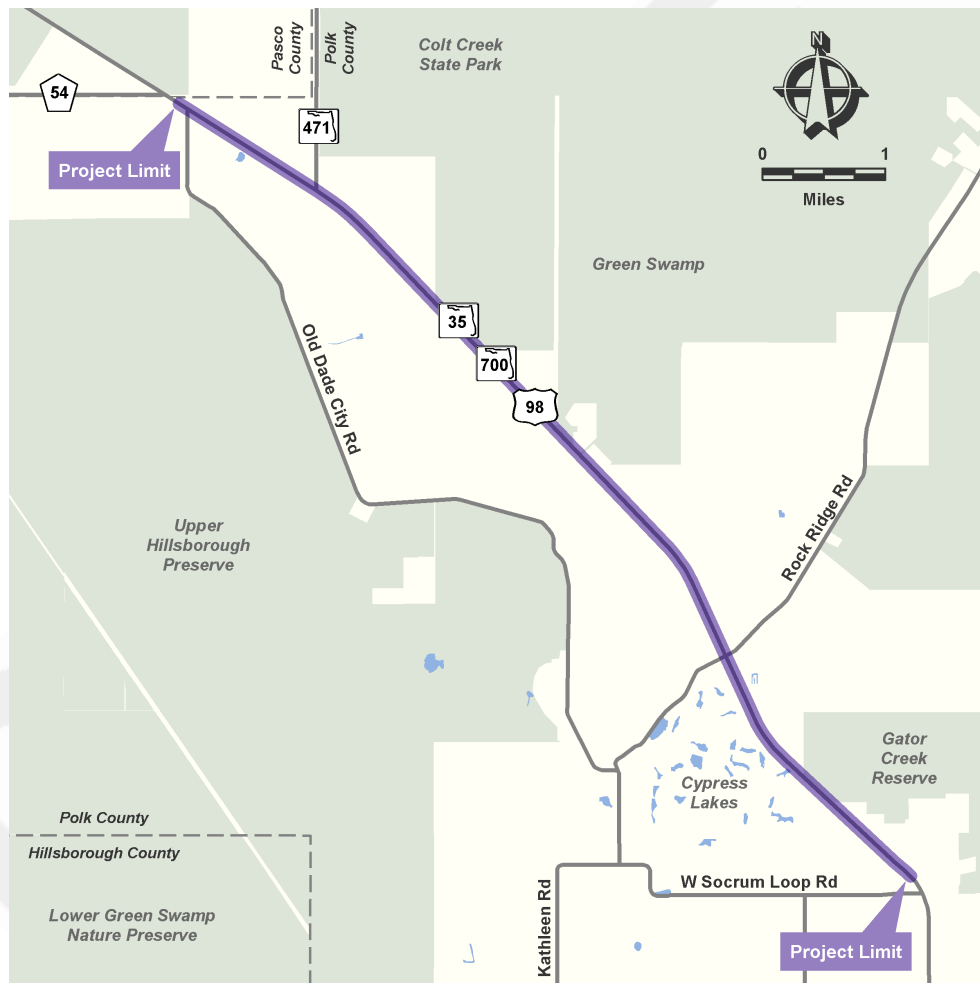 Pasco
County
Polk
County
Colt Creek
State Park
N
54
471
0 1
Miles
Project Limit
Green Swamp
35
700
98
Old Dade City Rd
Rock Ridge Rd
Upper
Hillsborough
Preserve
Gator
Creek
Reserve
Cypress
Lakes
Polk County
Hillsborough County
W Socrum Loop Rd
Kathleen Rd
Lower Green Swamp
Nature Preserve
Project Limit